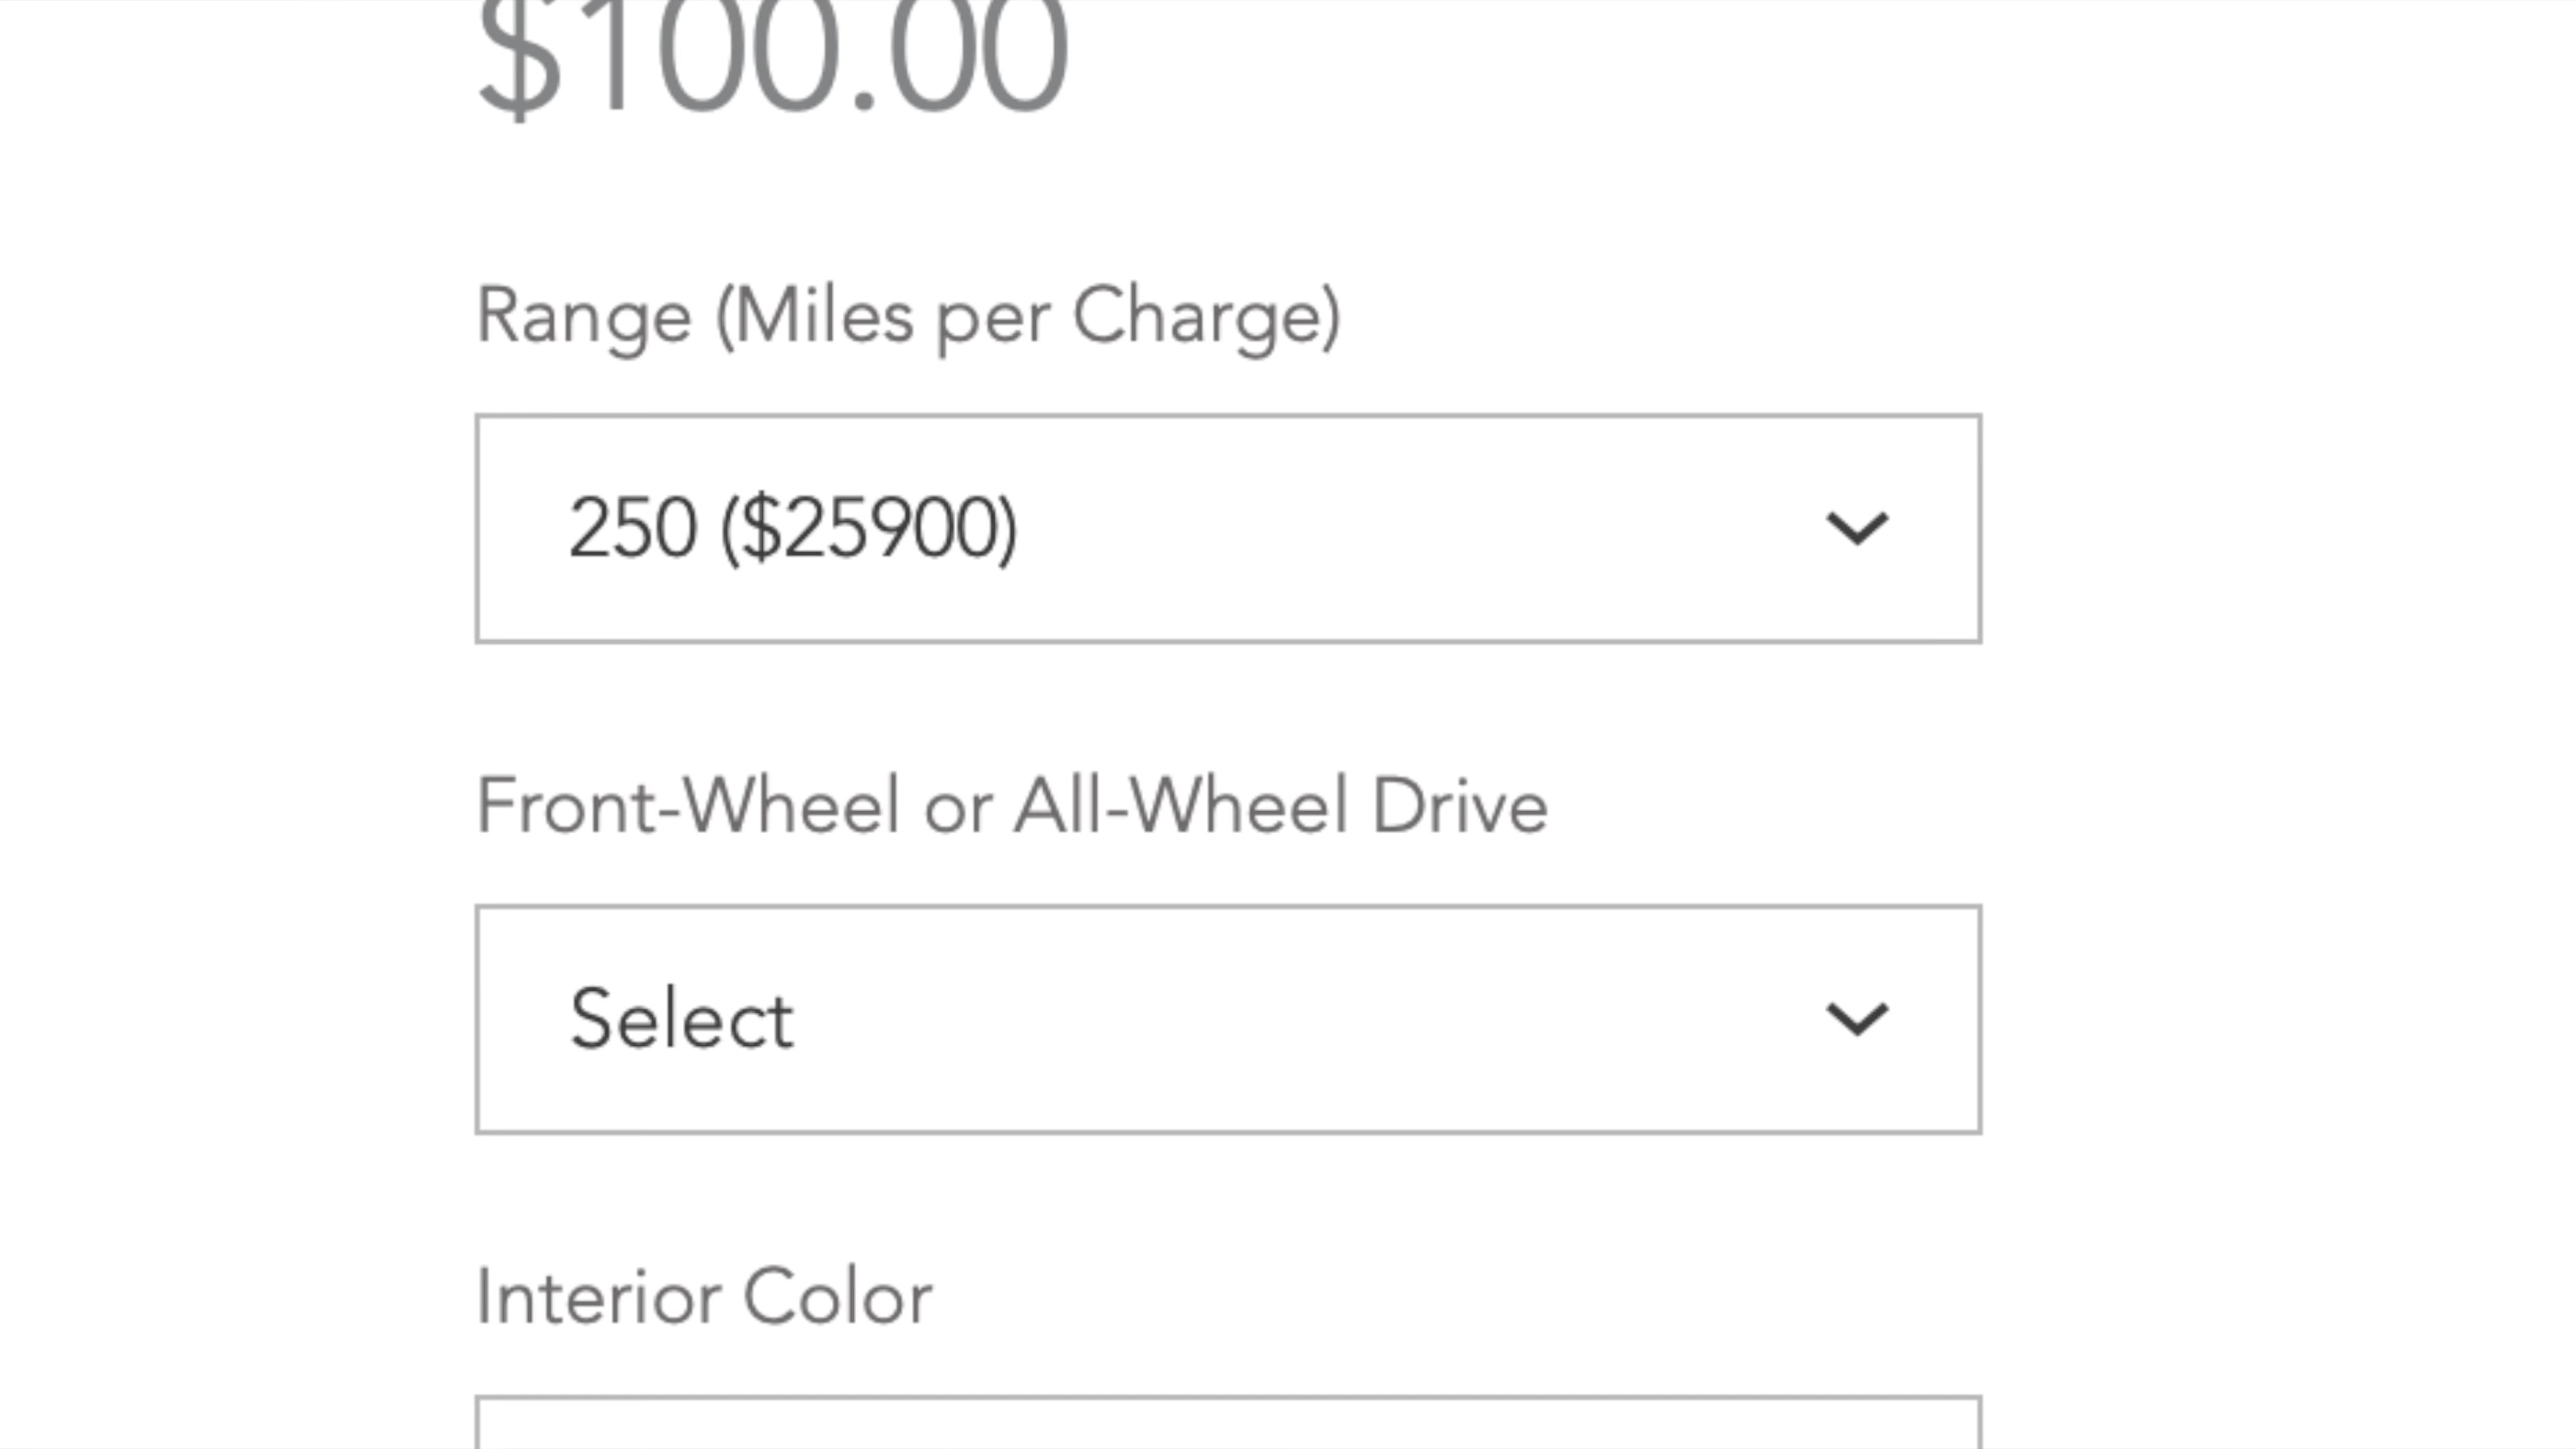 $100.00
Range (Miles per Charge)
250 ($25900)
Front-Wheel or All-Wheel Drive
Select
Interior Color